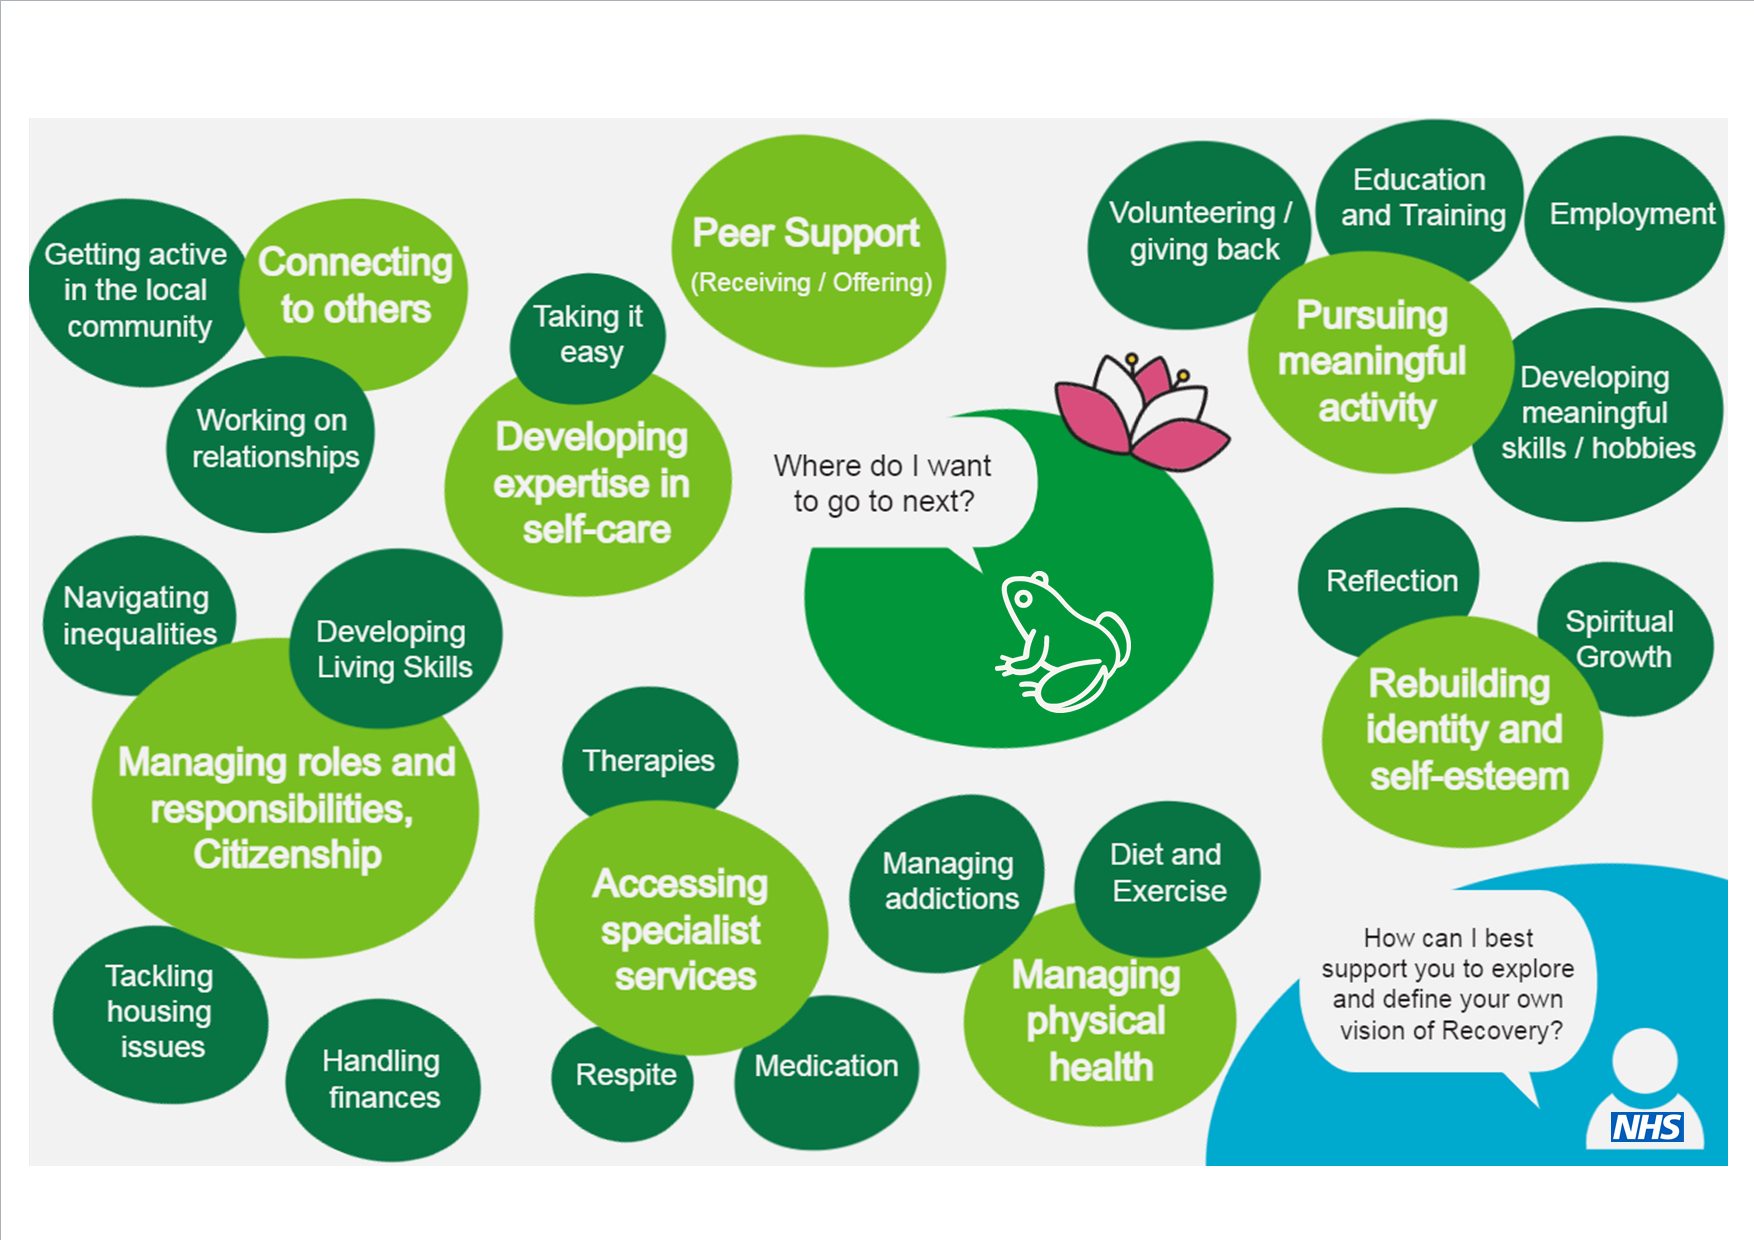 Getting active
in the local
community
Connecting
to others
Working on
relationships
Taking it
easy
Developing
expertise in
self-care
Peer Support
(Receiving / Offering)
Volunteering /
giving back
Education
and Training
Employment
Pursuing
meaningful
activity
Developing
meaningful
skills / hobbies
Where do I want
to go to next?
Navigating
inequalities
Developing
Living Skills
Managing roles and
responsibilities,
Citizenship
Tackling
housing
issues
Handling
finances
Therapies
Accessing
specialist
services
Respite
Medication
Managing
addictions
Diet and
Exercise
Managing
physical
health
Reflection
Spiritual
Growth
Rebuilding
identity and
self-esteem
How can I best
support you to explore
and define your own
vision of Recovery?
NHS